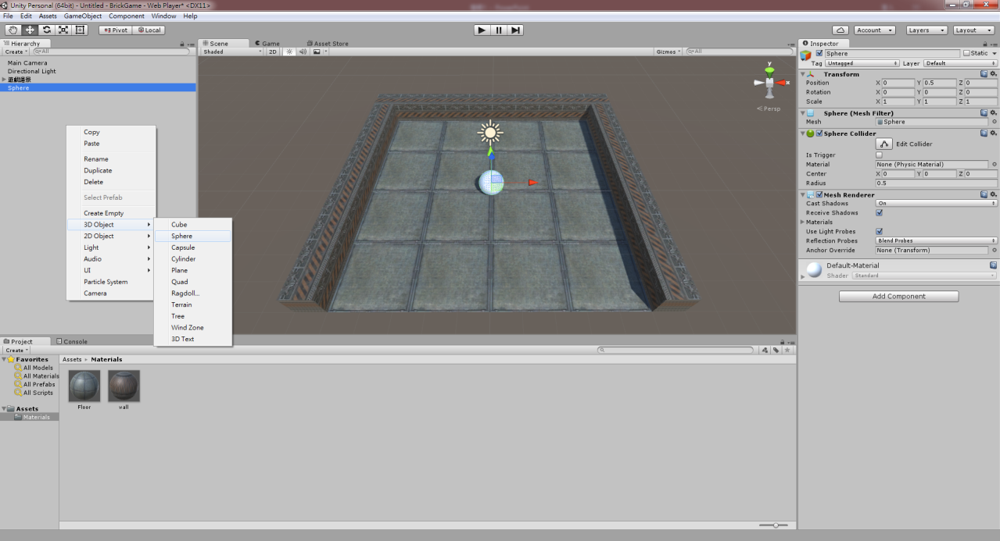 Unity Personal (64bit) - Untitled - BrickGame - Web Player* <DX11>
File Edit Assets GameObject Component Window Help
Pivot Local
Account Layers Layout
Hierarchy
Create All
Main Camera
Directional Light
Sphere
Copy
Paste
Rename
Duplicate
Delete
Select Prefab
Create Empty
3D Object
2D Object
Light
Audio
UI
Particle System
Camera
Cube
Sphere
Capsule
Cylinder
Plane
Quad
Ragdoll...
Terrain
Tree
Wind Zone
3D Text
Scene Game Asset Store
Shaded 2D Gizmos All
y
x
Persp
Inspector
Sphere Static
Tag Untagged Layer Default
Transform
Position X 0 Y 0.5 Z 0
Rotation X 0 Y 0 Z 0
Scale X 1 Y 1 Z 1
Sphere (Mesh Filter)
Mesh Sphere
Sphere Collider
Edit Collider
Is Trigger
Material None (Physic Material)
Center X 0 Y 0 Z 0
Radius 0.5
Mesh Renderer
Cast Shadows On
Receive Shadows
Materials
Use Light Probes
Reflection Probes Blend Probes
Anchor Override None (Transform)
Default-Material
Shader Standard
Add Component
Project Console
Create
Favorites
All Models
All Materials
All Prefabs
All Scripts
Assets
Materials
Assets Materials
Floor wall